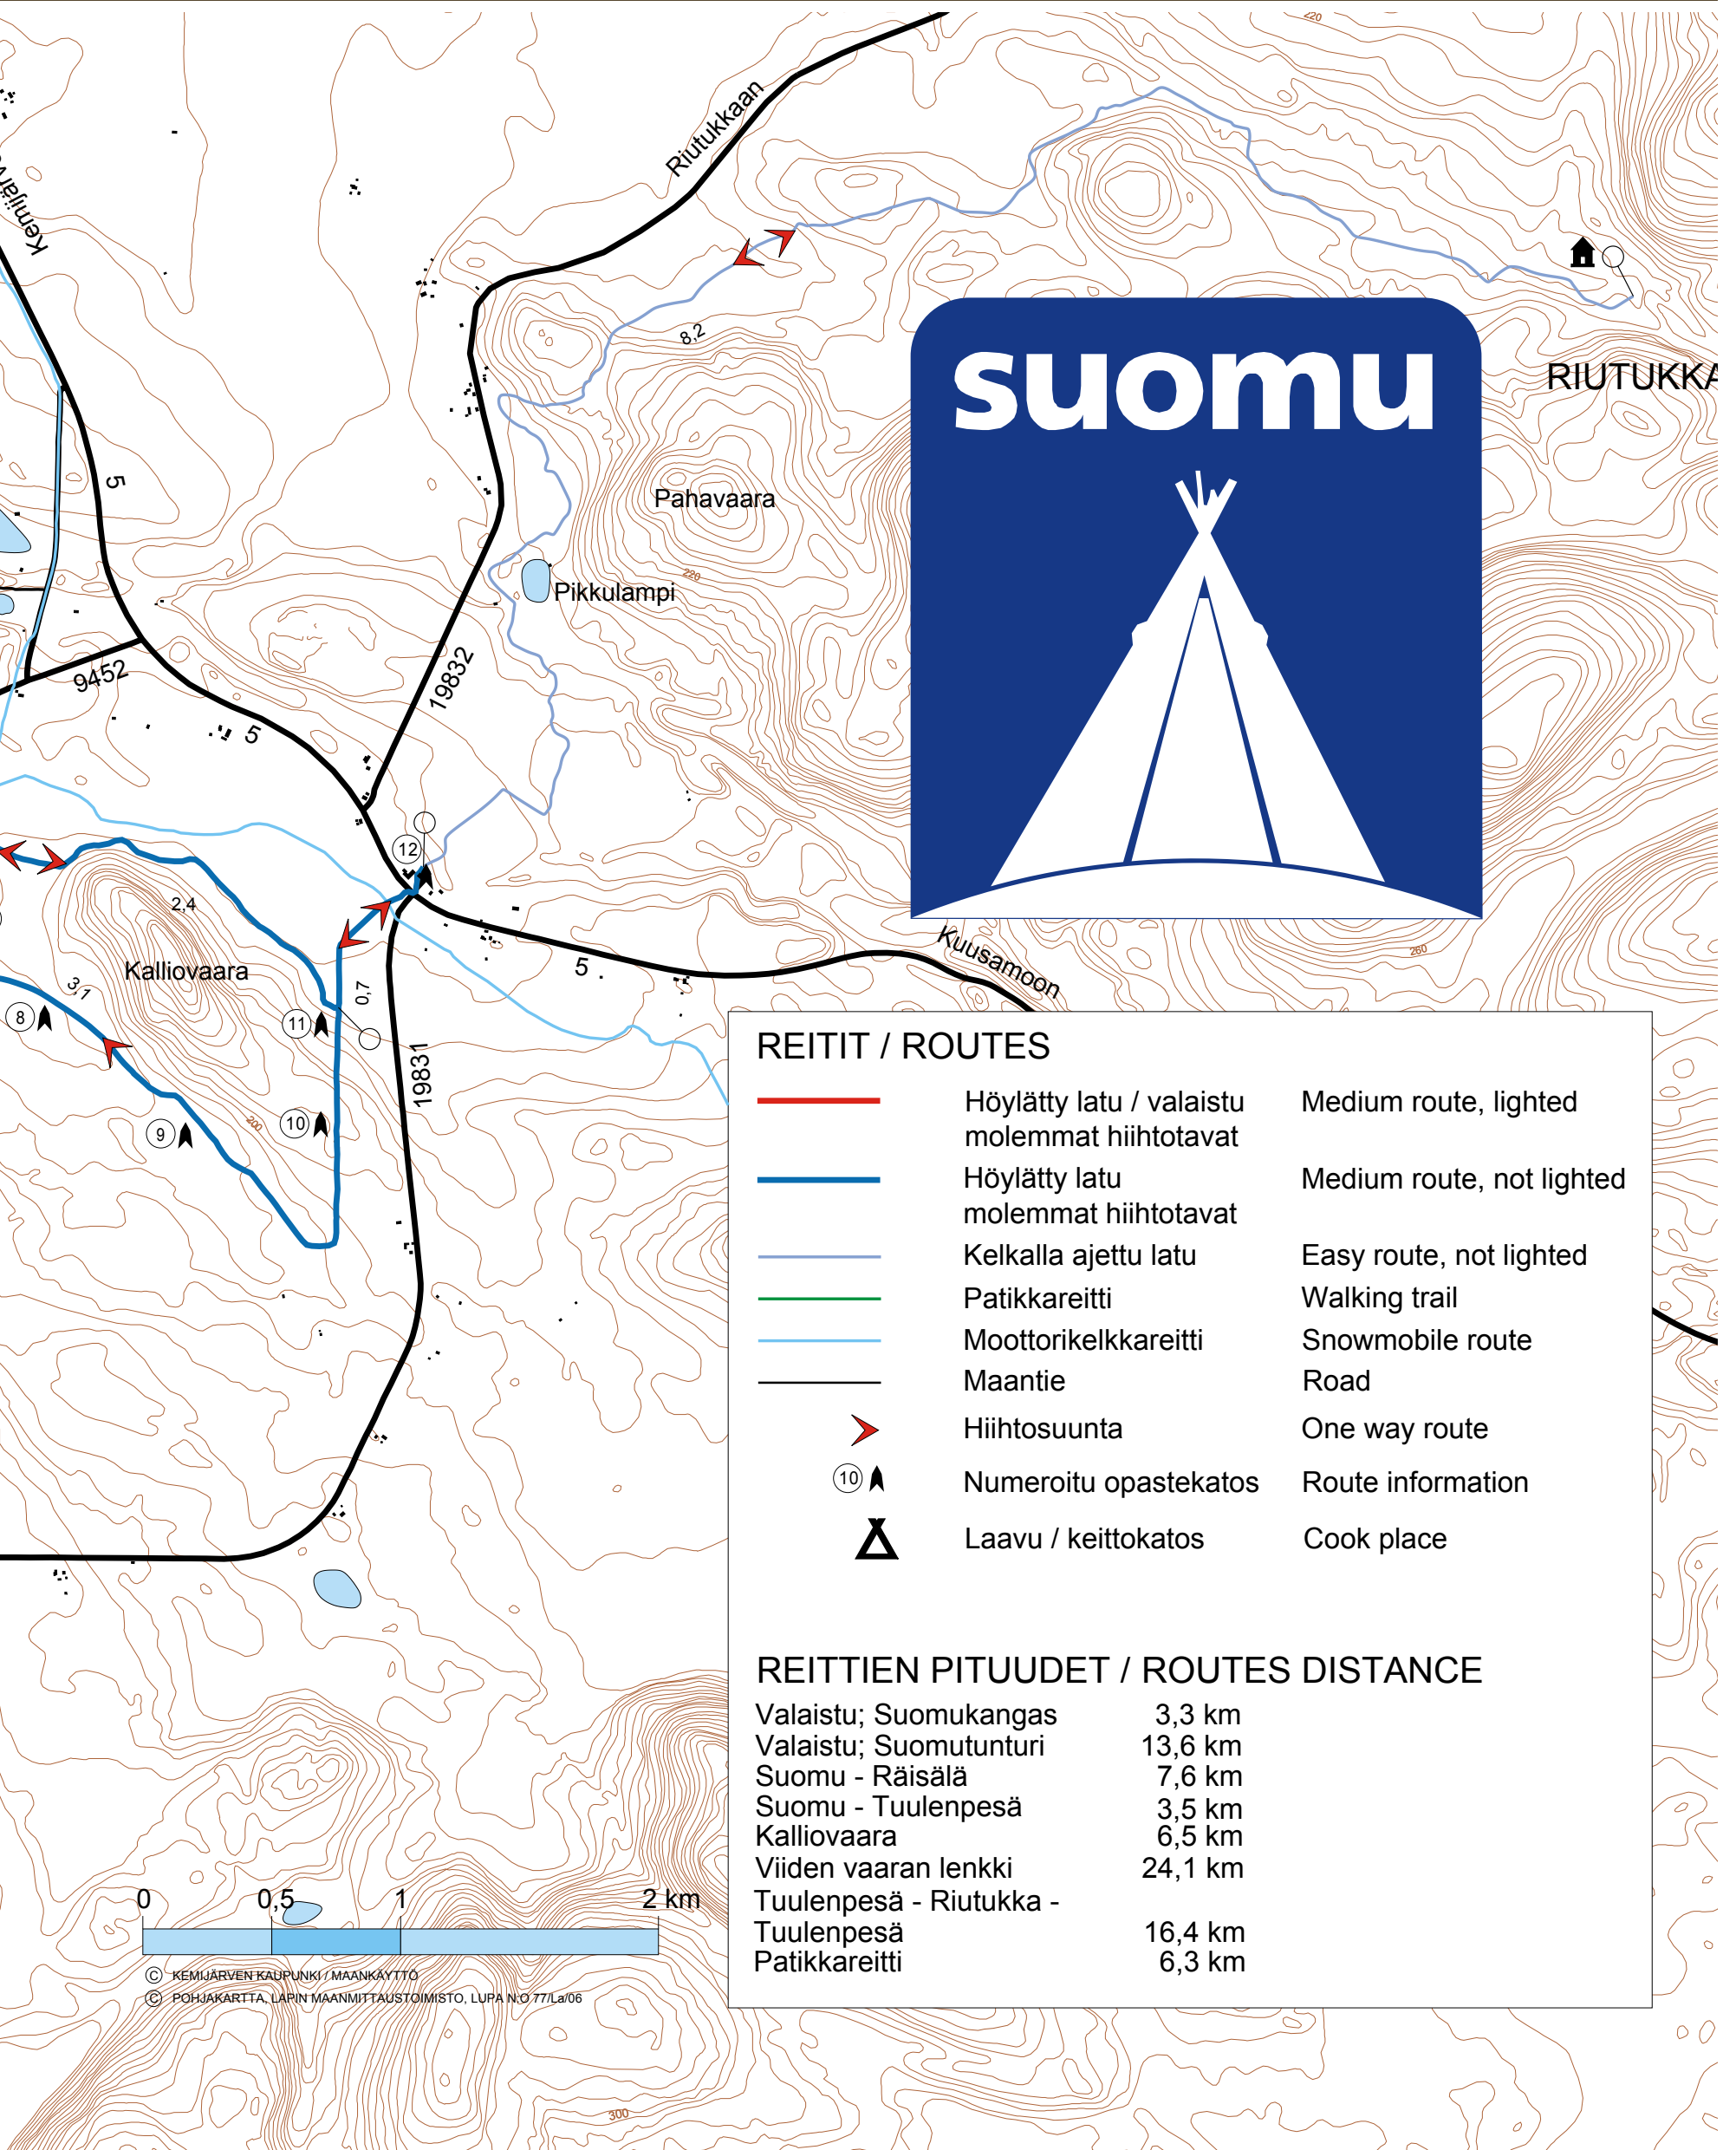 220
Riutukkaan
Kemijärv
8,2
suomu
RIUTUKKA
5
Pahavaara
220
Pikkulampi
19832
9452
5
12
2,4
Kuusamoon
260
5
Kalliovaara
3,1
0,7
8
11
19831
10
200
9
REITIT / ROUTES
Höylätty latu / valaistu molemmat hiihtotavat Medium route, lighted
Höylätty latu molemmat hiihtotavat Medium route, not lighted
Kelkalla ajettu latu Easy route, not lighted
Patikkareitti Walking trail
Moottorikelkkareitti Snowmobile route
Maantie Road
Hiihtosuunta One way route
10 Numeroitu opastekatos Route information
Laavu / keittokatos Cook place
REITTIEN PITUUDET / ROUTES DISTANCE
Valaistu; Suomukangas 3,3 km
Valaistu; Suomutunturi 13,6 km
Suomu - Räisälä 7,6 km
Suomu - Tuulenpesä 3,5 km
Kalliovaara 6,5 km
Viiden vaaran lenkki 24,1 km
Tuulenpesä - Riutukka -
Tuulenpesä 16,4 km
Patikkareitti 6,3 km
0 0,5 1 2 km
© KEMIJÄRVEN KAUPUNKI / MAANKÄYTTÖ
© POHJAKARTTA, LAPIN MAANMITTAUSTOIMISTO, LUPA N:O 77/La/06
300